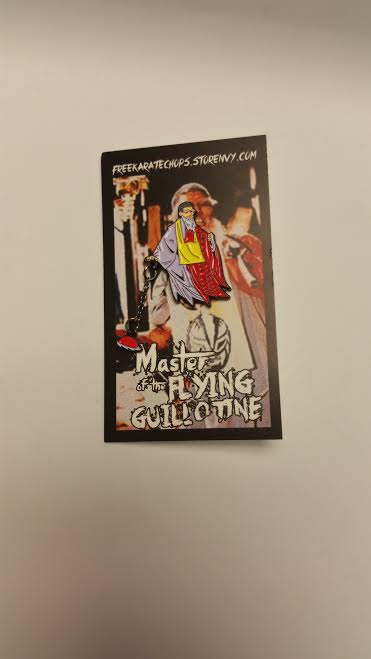 FREEKARATECHOPS.STORENVY.COM
Master
of the FLYING
GUILLOTINE